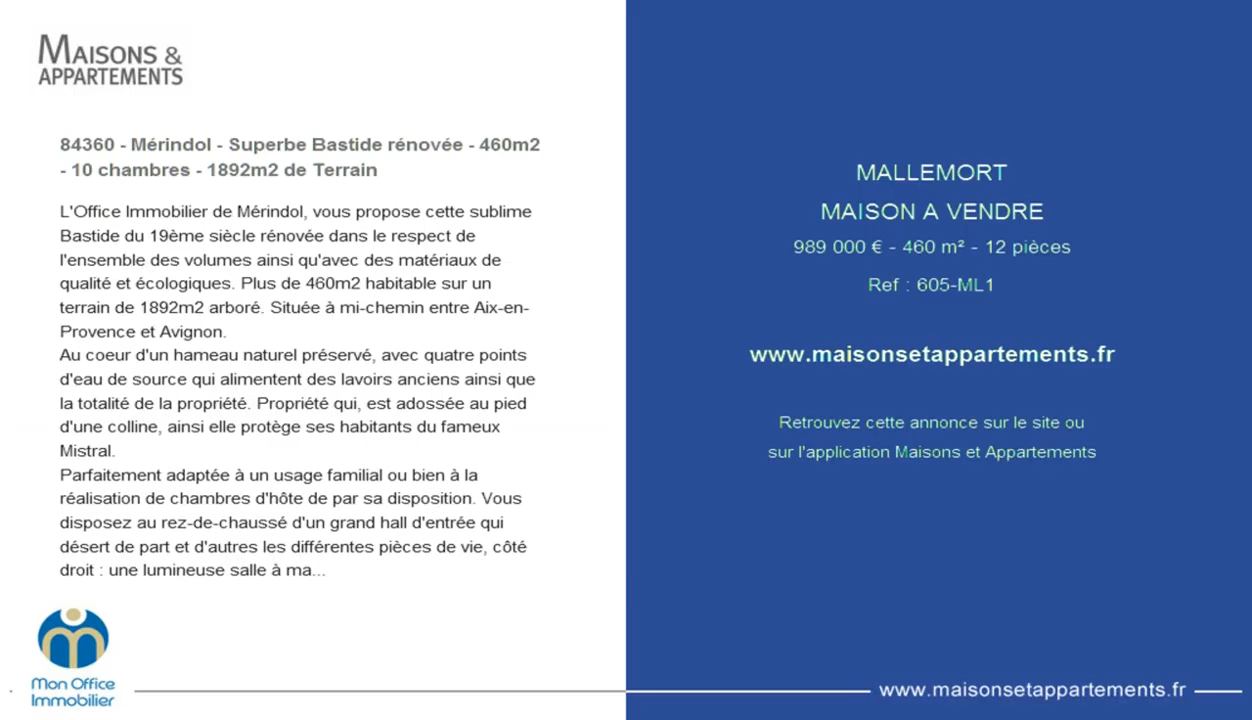 MAISONS &
APPARTEMENTS
84360 - Mérindol - Superbe Bastide rénovée - 460m2
- 10 chambres - 1892m2 de Terrain
L'Office Immobilier de Mérindol, vous propose cette sublime
Bastide du 19ème siècle rénovée dans le respect de
l'ensemble des volumes ainsi qu'avec des matériaux de
qualité et écologiques. Plus de 460m2 habitable sur un
terrain de 1892m2 arboré. Située à mi-chemin entre Aix-en-
Provence et Avignon.
Au coeur d'un hameau naturel préservé, avec quatre points
d'eau de source qui alimentent des lavoirs anciens ainsi que
la totalité de la propriété. Propriété qui, est adossée au pied
d'une colline, ainsi elle protège ses habitants du fameux
Mistral.
Parfaitement adaptée à un usage familial ou bien à la
réalisation de chambres d'hôte de par sa disposition. Vous
disposez au rez-de-chaussé d'un grand hall d'entrée qui
désert de part et d'autres les différentes pièces de vie, côté
droit : une lumineuse salle à ma...
Mon Office
Immobilier
MALLEMORT
MAISON A VENDRE
989 000 € - 460 m² - 12 pièces
Ref : 605-ML1
www.maisonsetappartements.fr
Retrouvez cette annonce sur le site ou
sur l'application Maisons et Appartements
www.maisonsetappartements.fr